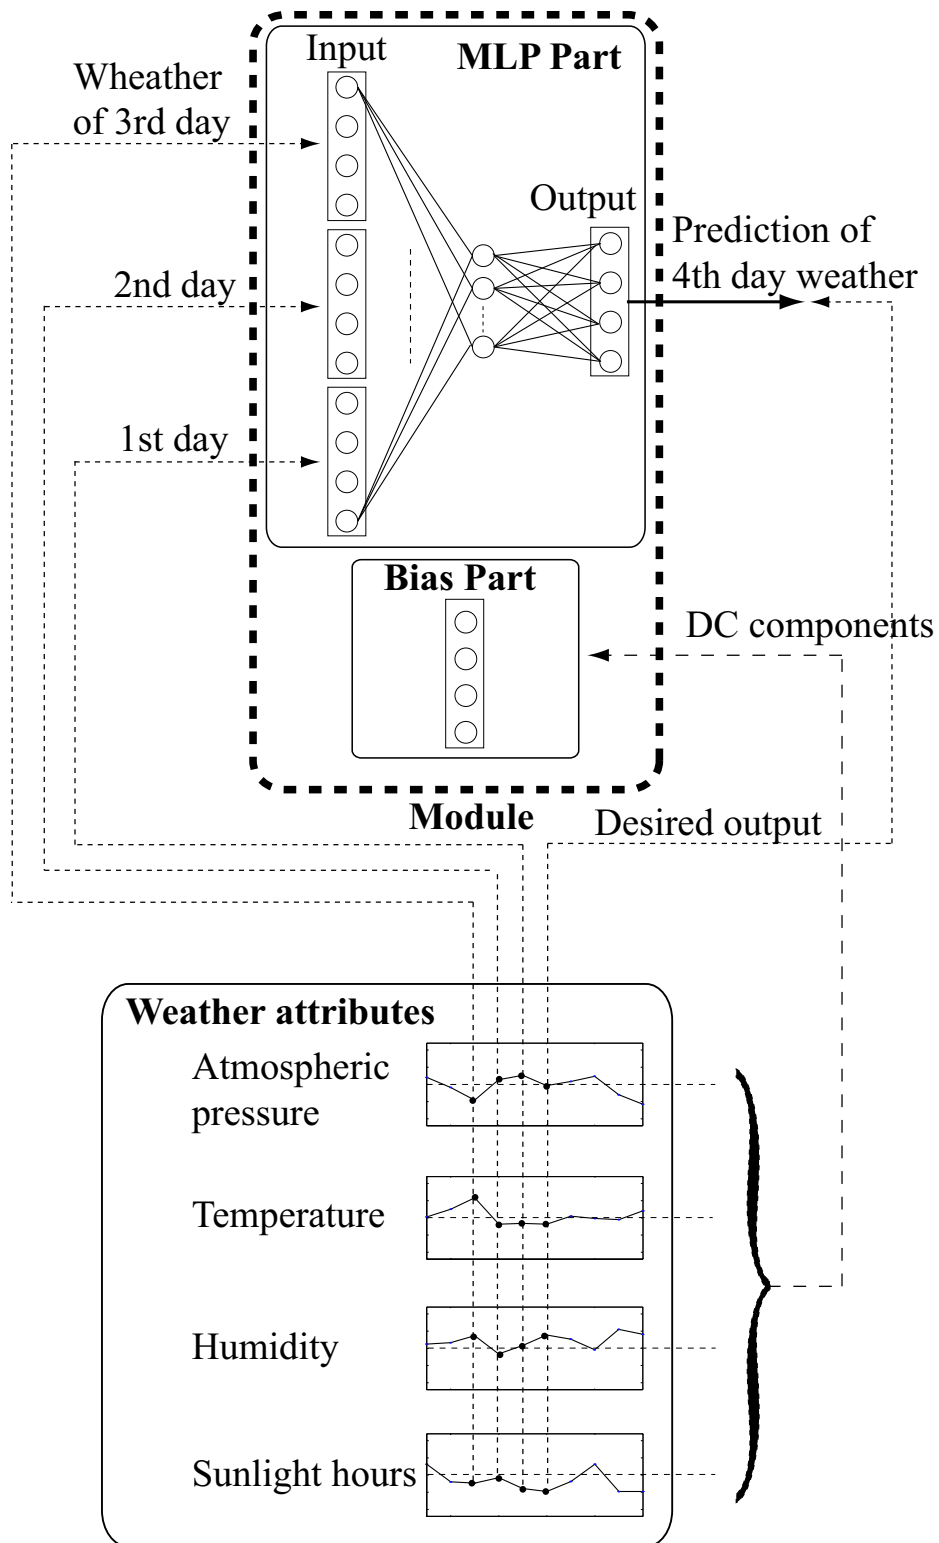 Input
MLP Part
Wheather
of 3rd day
Output
Prediction of
4th day weather
2nd day
1st day
Bias Part
DC components
Module
Desired output
Weather attributes
Atmospheric
pressure
Temperature
Humidity
Sunlight hours